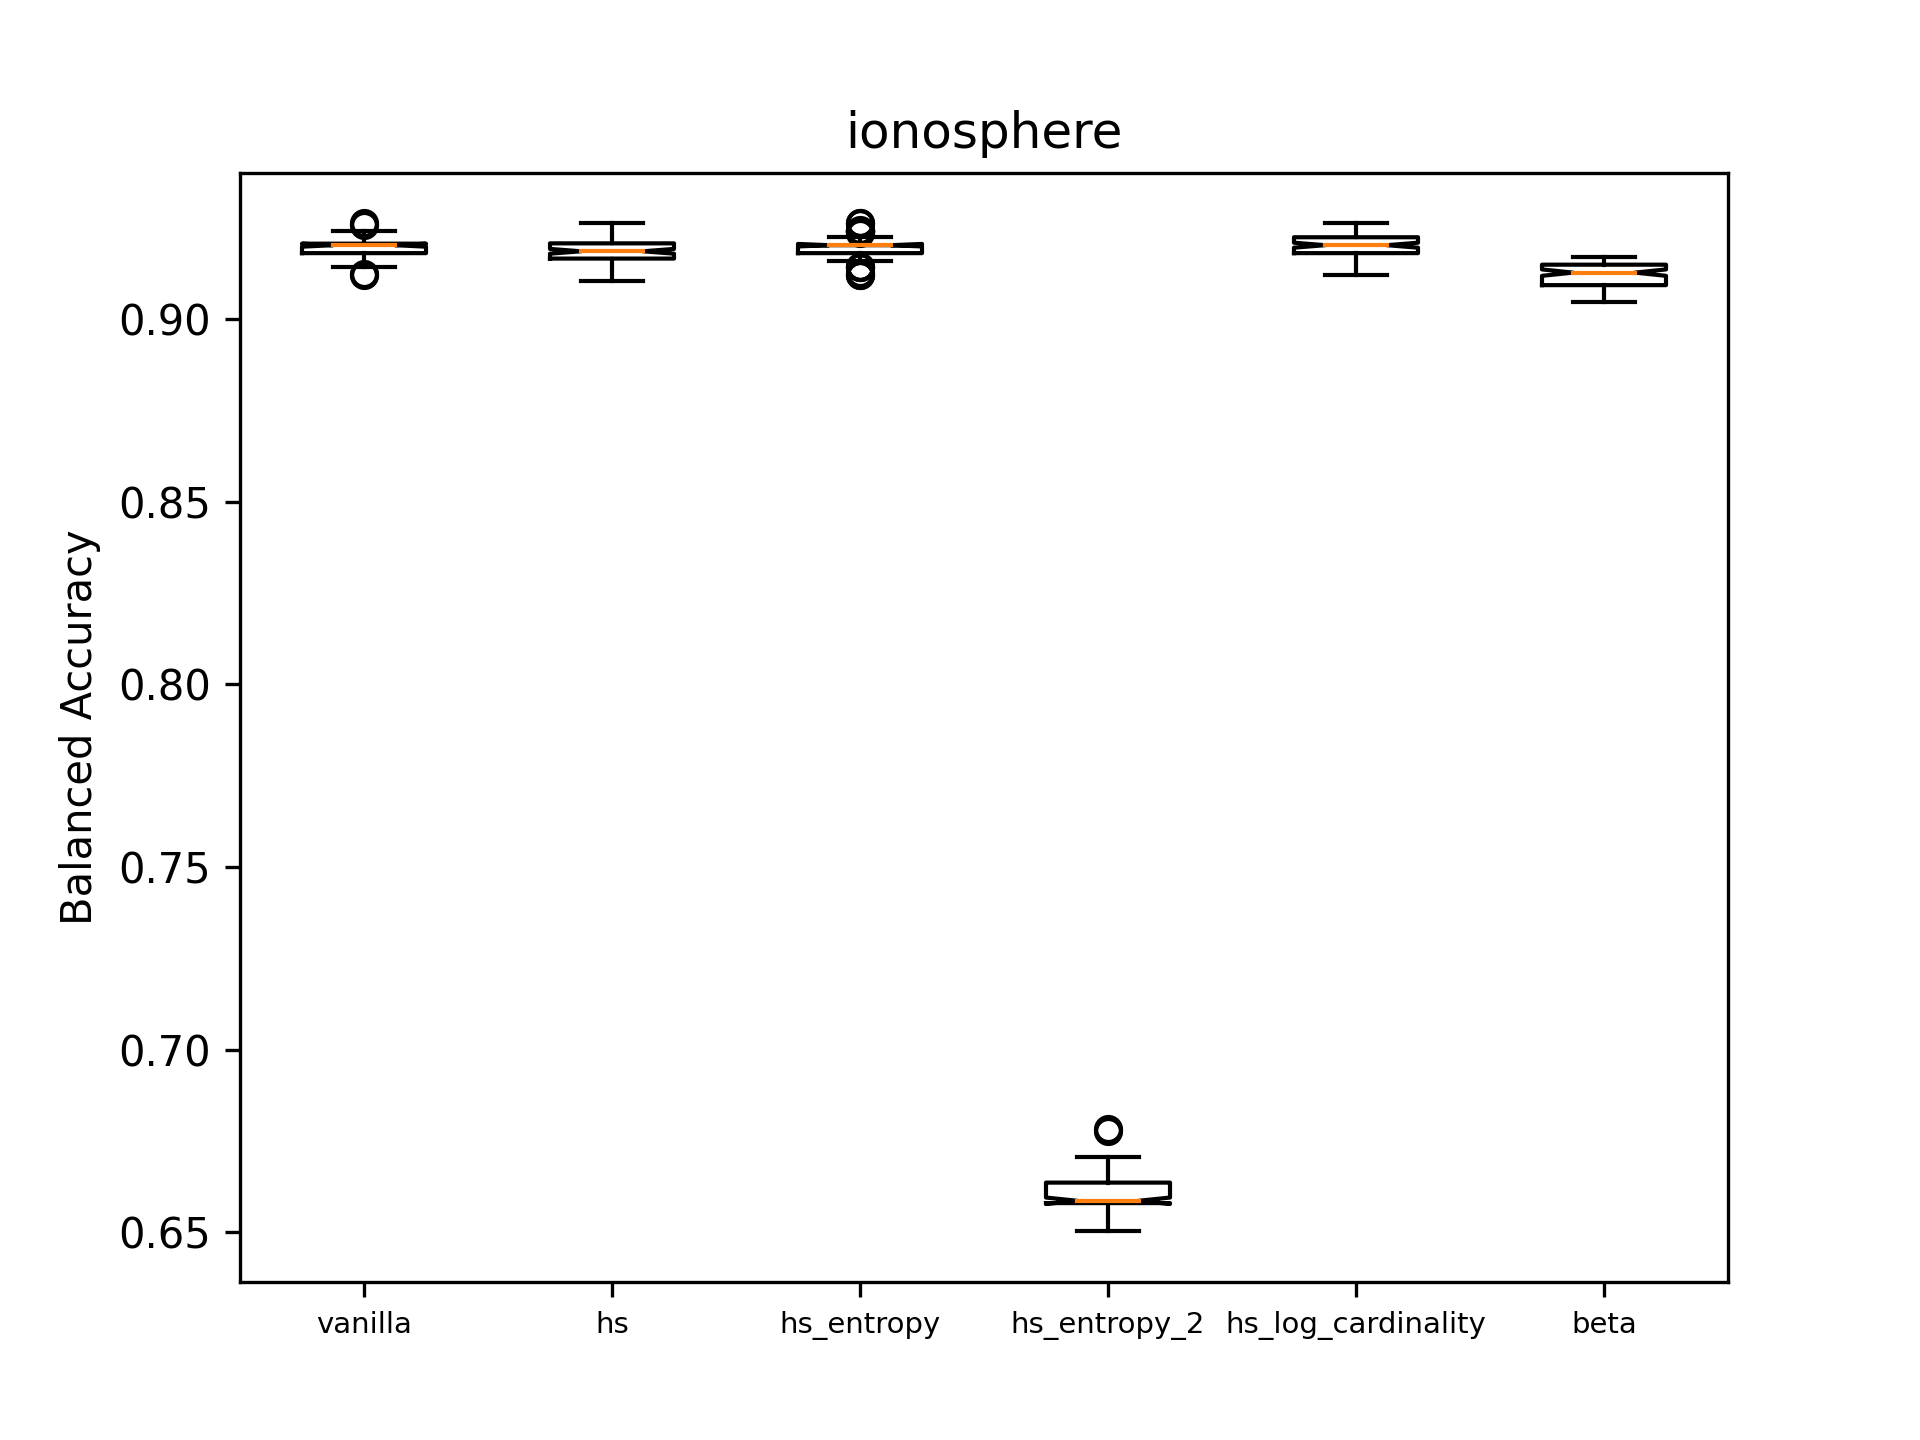 ionosphere
Balanced Accuracy
0.90
0.85
0.80
0.75
0.70
0.65
vanilla hs hs_entropy hs_entropy_2 hs_log_cardinality beta